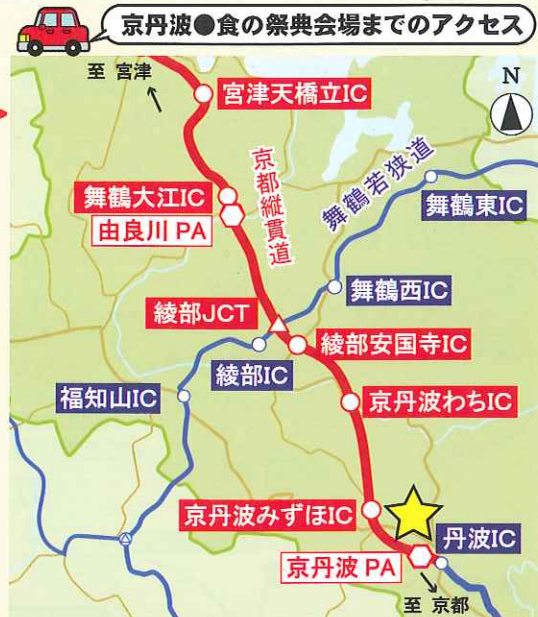 京丹波●食の祭典会場までのアクセス
至 宮津
N
宮津天橋立IC
京都縦貫道
舞鶴若狭道
舞鶴大江IC
舞鶴東IC
由良川 PA
舞鶴西IC
綾部JCT
綾部安国寺IC
綾部IC
福知山IC
京丹波わちIC
京丹波みずほIC
丹波IC
京丹波 PA
至 京都